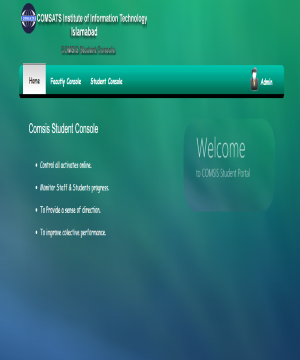 COMSATS Institute of Information Technology
Islamabad
COMSIS Student Console
Home Faculty Console Student Console Admin
Comsis Student Console
Control all activates online.
Monitor Staff & Students progress.
To Provide a sense of direction.
To improve colective performance.
Welcome
to COMSIS Student Portal